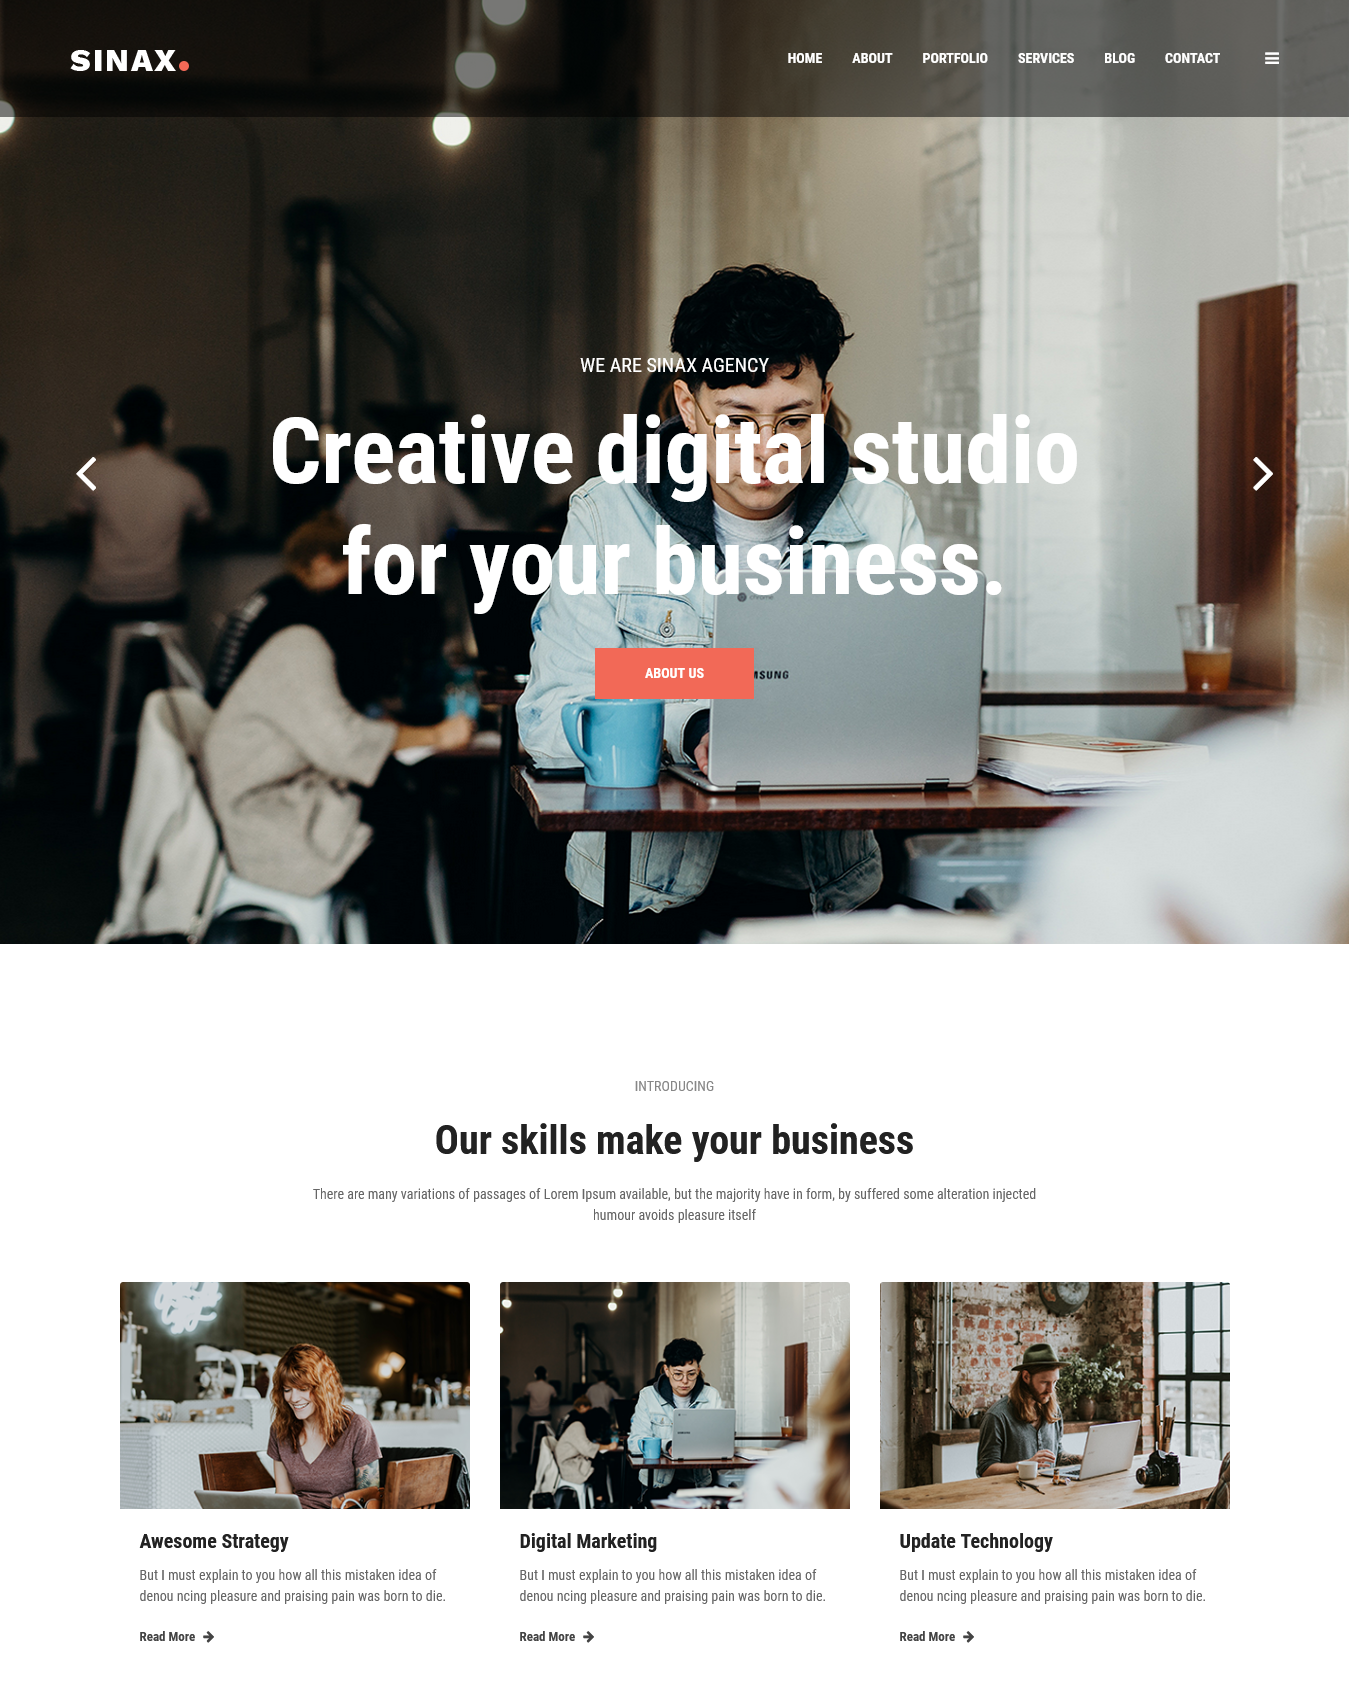 SINAX.
HOME ABOUT PORTFOLIO SERVICES BLOG CONTACT
WE ARE SINAX AGENCY
Creative digital studio
for your business.
chrome
ABOUT US
MSUNG
INTRODUCING
Our skills make your business
There are many variations of passages of Lorem Ipsum available, but the majority have in form, by suffered some alteration injected
humour avoids pleasure itself
Awesome Strategy
But I must explain to you how all this mistaken idea of
denou ncing pleasure and praising pain was born to die.
Read More
Digital Marketing
But I must explain to you how all this mistaken idea of
denou ncing pleasure and praising pain was born to die.
Read More
Update Technology
But I must explain to you how all this mistaken idea of
denou ncing pleasure and praising pain was born to die.
Read More